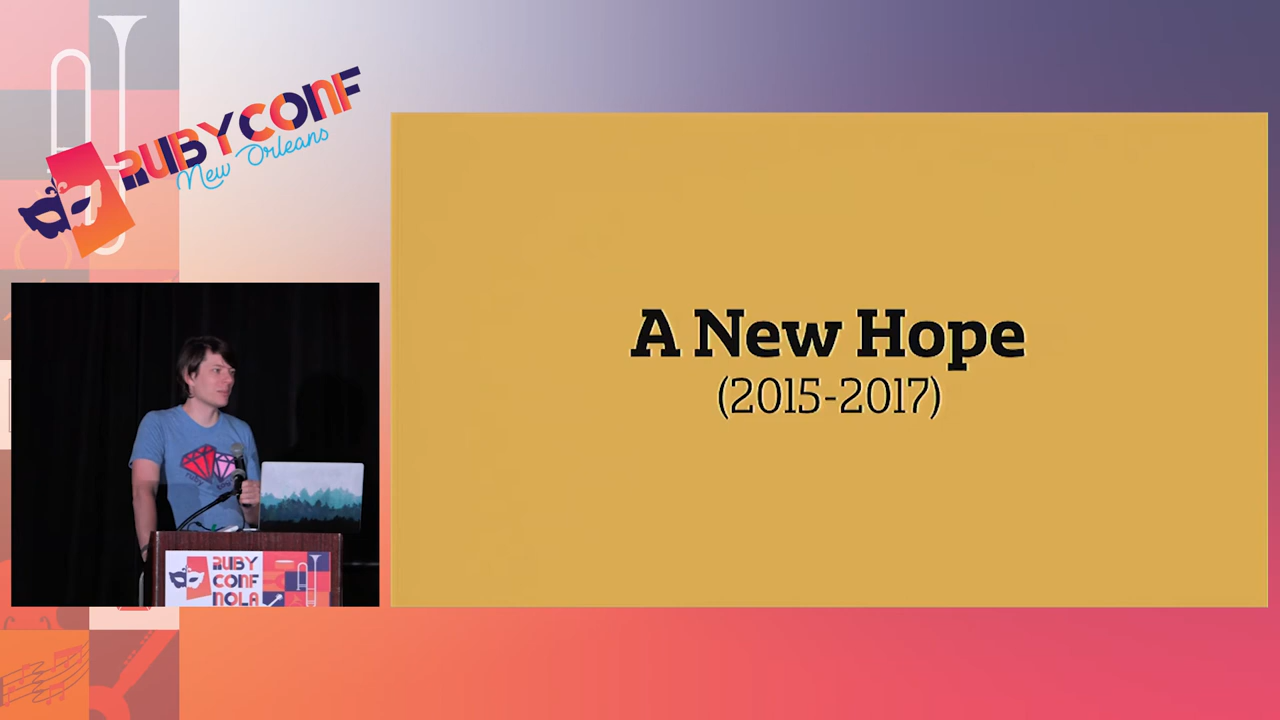 RUBYCONF
New Orleans
A New Hope
(2015-2017)
RUBY
CONF
NOLA